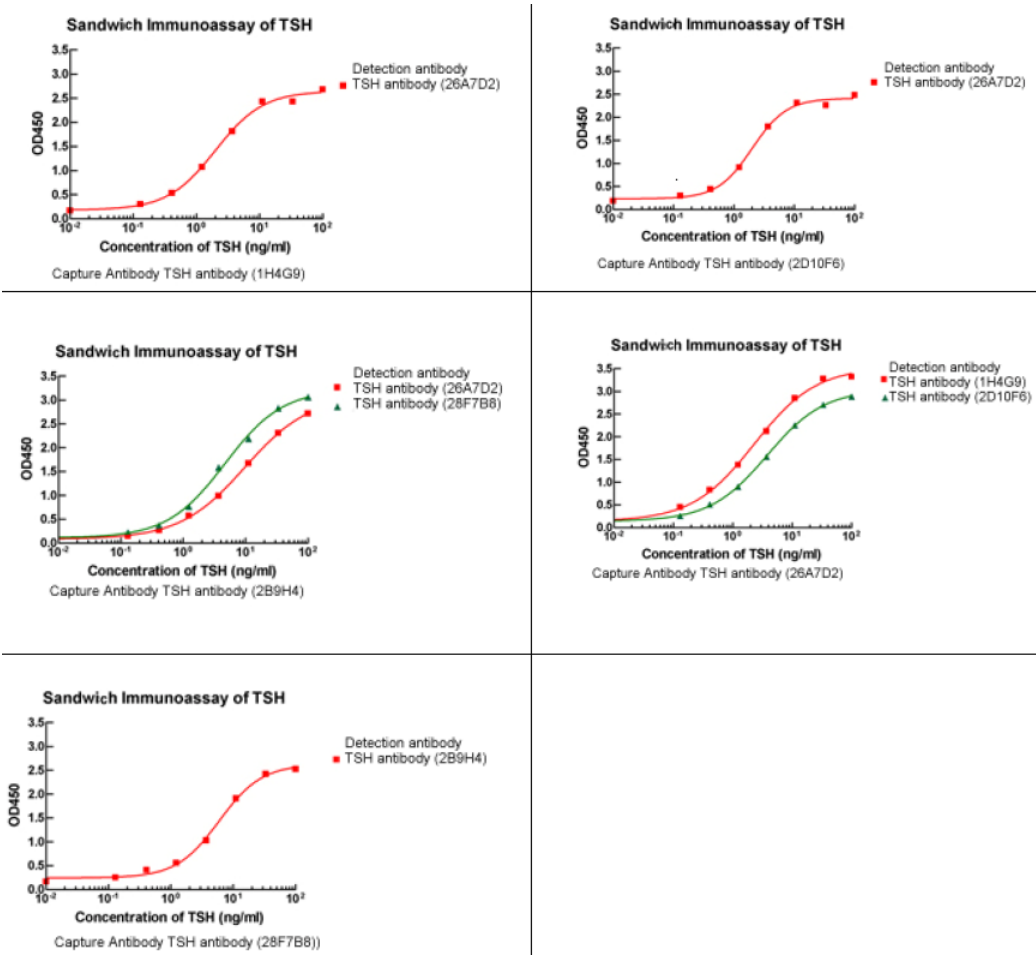 Sandwich Immunoassay of TSH
3.5
3.0
2.5
2.0
1.5
1.0
0.5
0.0
OD450
10-2 10-1 100 101 102
Concentration of TSH (ng/ml)
Detection antibody
TSH antibody (26A7D2)
Capture Antibody TSH antibody (1H4G9)
Sandwich Immunoassay of TSH
3.5
3.0
2.5
2.0
1.5
1.0
0.5
0.0
OD450
10-2 10-1 100 101 102
Concentration of TSH (ng/ml)
Detection antibody
TSH antibody (26A7D2)
Capture Antibody TSH antibody (2D10F6)
Sandwich Immunoassay of TSH
3.5
3.0
2.5
2.0
1.5
1.0
0.5
0.0
OD450
10-2 10-1 100 101 102
Concentration of TSH (ng/ml)
Detection antibody
TSH antibody (26A7D2)
TSH antibody (28F7B8)
Capture Antibody TSH antibody (2B9H4)
Sandwich Immunoassay of TSH
3.5
3.0
2.5
2.0
1.5
1.0
0.5
0.0
OD450
10-2 10-1 100 101 102
Concentration of TSH (ng/ml)
Detection antibody
TSH antibody (1H4G9)
TSH antibody (2D10F6)
Capture Antibody TSH antibody (26A7D2)
Sandwich Immunoassay of TSH
3.5
3.0
2.5
2.0
1.5
1.0
0.5
0.0
OD450
10-2 10-1 100 101 102
Concentration of TSH (ng/ml)
Detection antibody
TSH antibody (2B9H4)
Capture Antibody TSH antibody (28F7B8))